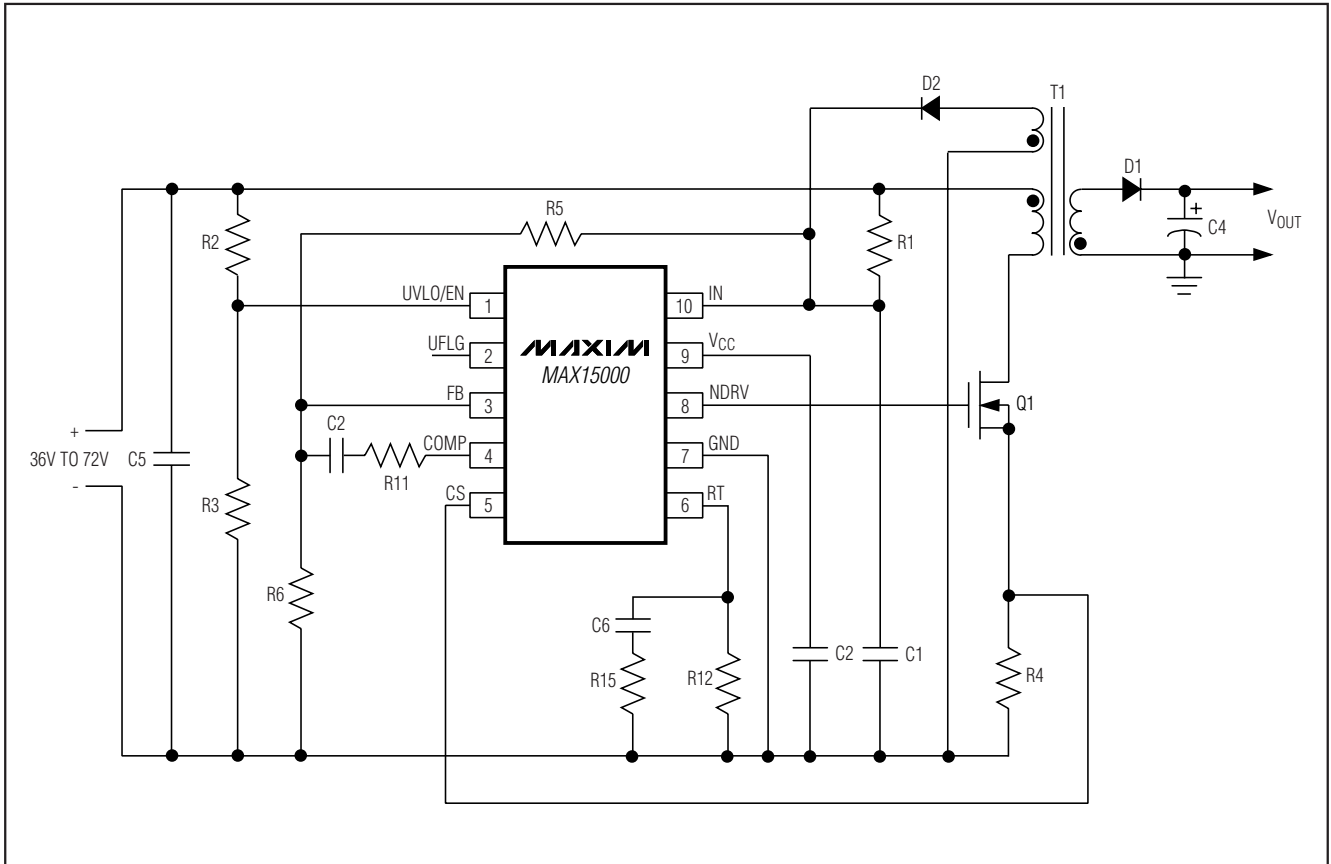 D2
T1
D1
+
C4
VOUT
R5
R2
R1
UVLO/EN
1
10
IN
UFLG
2
MAXIM
MAX15000
9
VCC
FB
3
8
NDRV
Q1
C2
R11
COMP
4
7
GND
+
36V TO 72V
-
C5
CS
5
6
RT
R3
R6
C6
R15
R12
C2
C1
R4